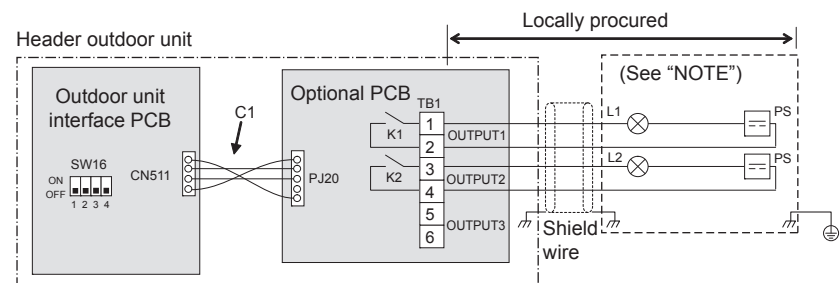 Locally procured
Header outdoor unit
(See “NOTE”)
Outdoor unit
interface PCB
C1
Optional PCB
TB1
L1
PS
1
K1
OUTPUT1
2
SW16
CN511
L2
PS
ON
OFF
3
PJ20
K2
OUTPUT2
4
1 2 3 4
5
OUTPUT3
6
Shield
wire